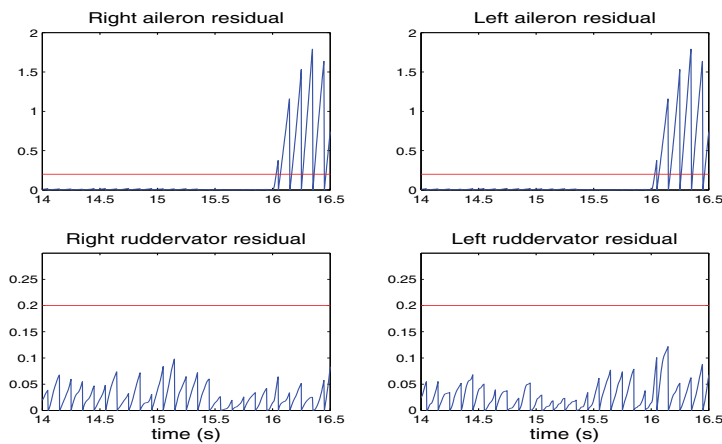 Right aileron residual
2
1.5
1
0.5
0
14 14.5 15 15.5 16 16.5
Left aileron residual
2
1.5
1
0.5
0
14 14.5 15 15.5 16 16.5
Right ruddervator residual
0.25
0.2
0.15
0.1
0.05
0
14 14.5 15 15.5 16 16.5
time (s)
Left ruddervator residual
0.25
0.2
0.15
0.1
0.05
0
14 14.5 15 15.5 16 16.5
time (s)